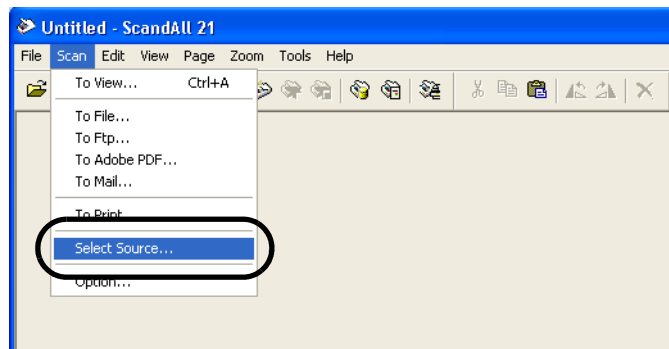 Untitled - ScandAll 21
File Scan Edit View Page Zoom Tools Help
To View... Ctrl+A
To File...
To Ftp...
To Adobe PDF...
To Mail...
To Print...
Select Source...
Option...